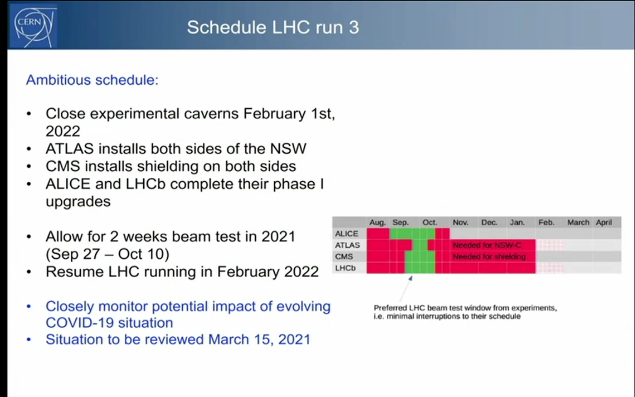 CERN
Schedule LHC run 3
Ambitious schedule:
• Close experimental caverns February 1st,
2022
• ATLAS installs both sides of the NSW
• CMS installs shielding on both sides
• ALICE and LHCb complete their phase I
upgrades
• Allow for 2 weeks beam test in 2021
(Sep 27 – Oct 10)
• Resume LHC running in February 2022
• Closely monitor potential impact of evolving
COVID-19 situation
• Situation to be reviewed March 15, 2021
Aug. Sep. Oct. Nov. Dec. Jan. Feb. March April
ALICE
ATLAS Needed for NSW-C
CMS Needed for shielding
LHCb
Preferred LHC beam test window from experiments,
i.e. minimal interruptions to their schedule